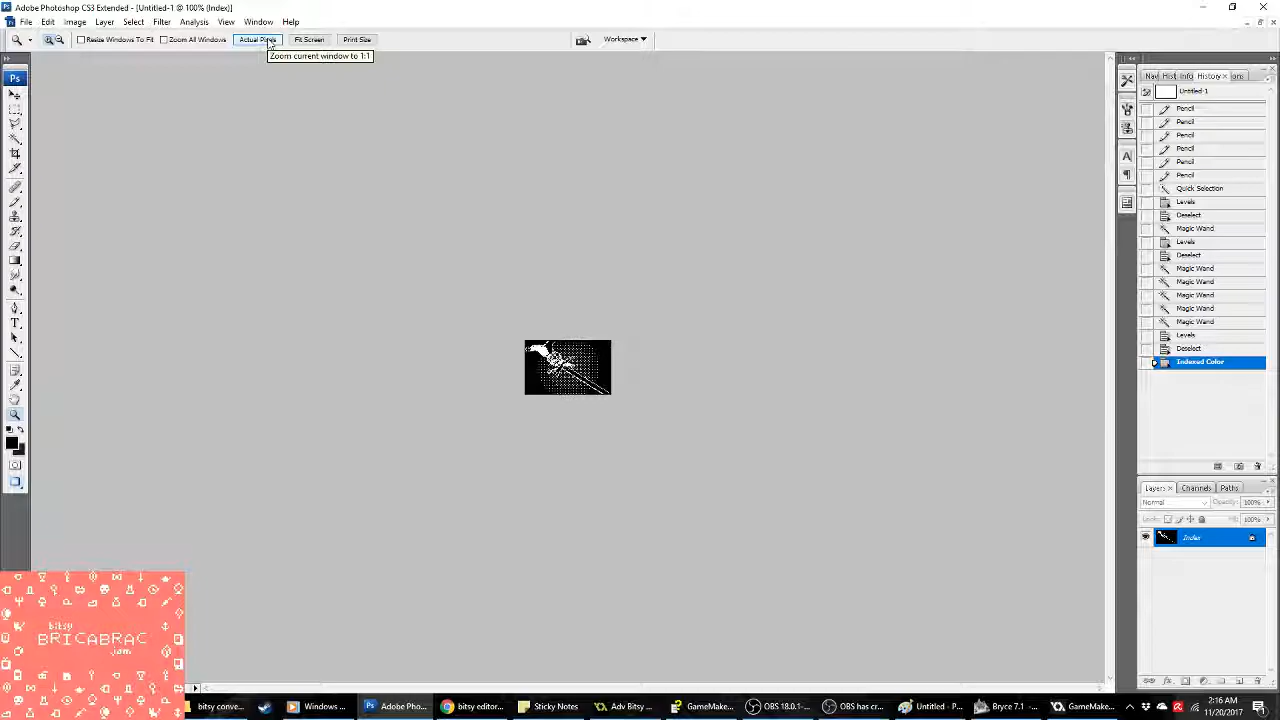 Adobe Photoshop CS3 Extended - [Untitled-1 @ 100% (Index)]
File Edit Image Layer Select Filter Analysis View Window Help
Resize Windows To Fit Zoom All Windows Actual Pixels Fit Screen Print Size Workspace
Zoom current window to 1:1
Ps
History
Untitled-1
Pencil
Pencil
Pencil
Pencil
Pencil
Pencil
Quick Selection
Levels
Deselect
Magic Wand
Levels
Deselect
Magic Wand
Magic Wand
Magic Wand
Magic Wand
Magic Wand
Levels
Deselect
Indexed Color
Layers Channels Paths
Normal Opacity: 100%
100%
Index
bitsy
BRICABRAC
.jam
bitsy conve...
Windows ...
Adobe Pho...
bitsy editor...
Sticky Notes
Adv Bitsy ...
GameMake...
OBS 18.0.1-...
OBS has cr...
Untitled - P...
Bryce 7.1 - ...
GameMake...
2:16 AM
11/20/2017